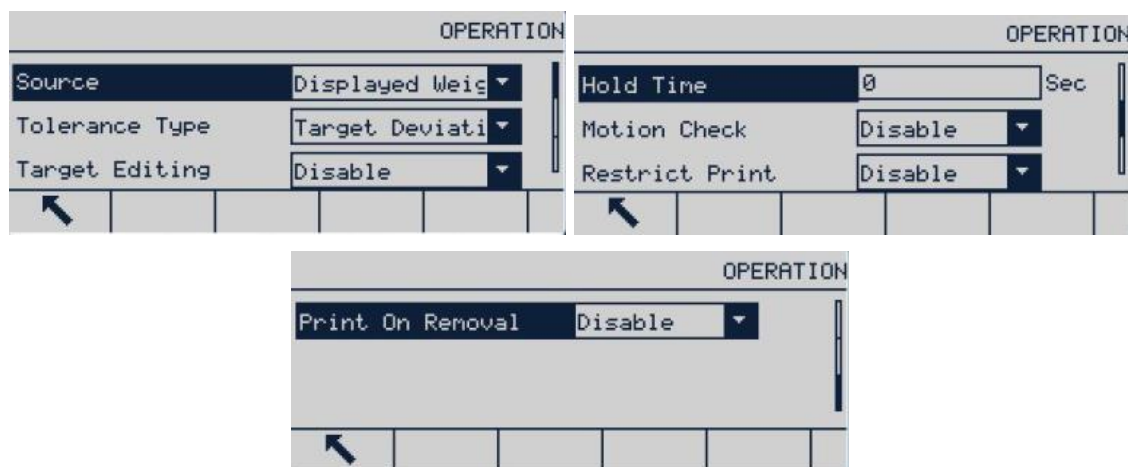 OPERATION
Source Displayed Weig
Tolerance Type Target Deviati
Target Editing Disable
OPERATION
Hold Time 0 Sec
Motion Check Disable
Restrict Print Disable
OPERATION
Print On Removal Disable